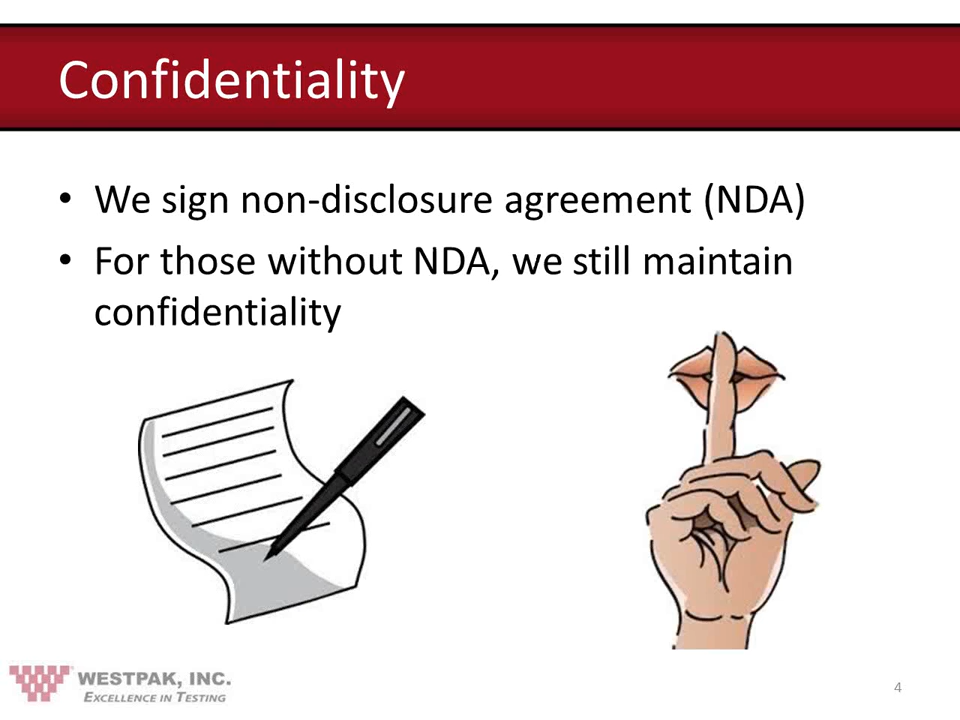 Confidentiality
• We sign non-disclosure agreement (NDA)
• For those without NDA, we still maintain
confidentiality
WESTPAK, INC.
EXCELLENCE IN TESTING
4